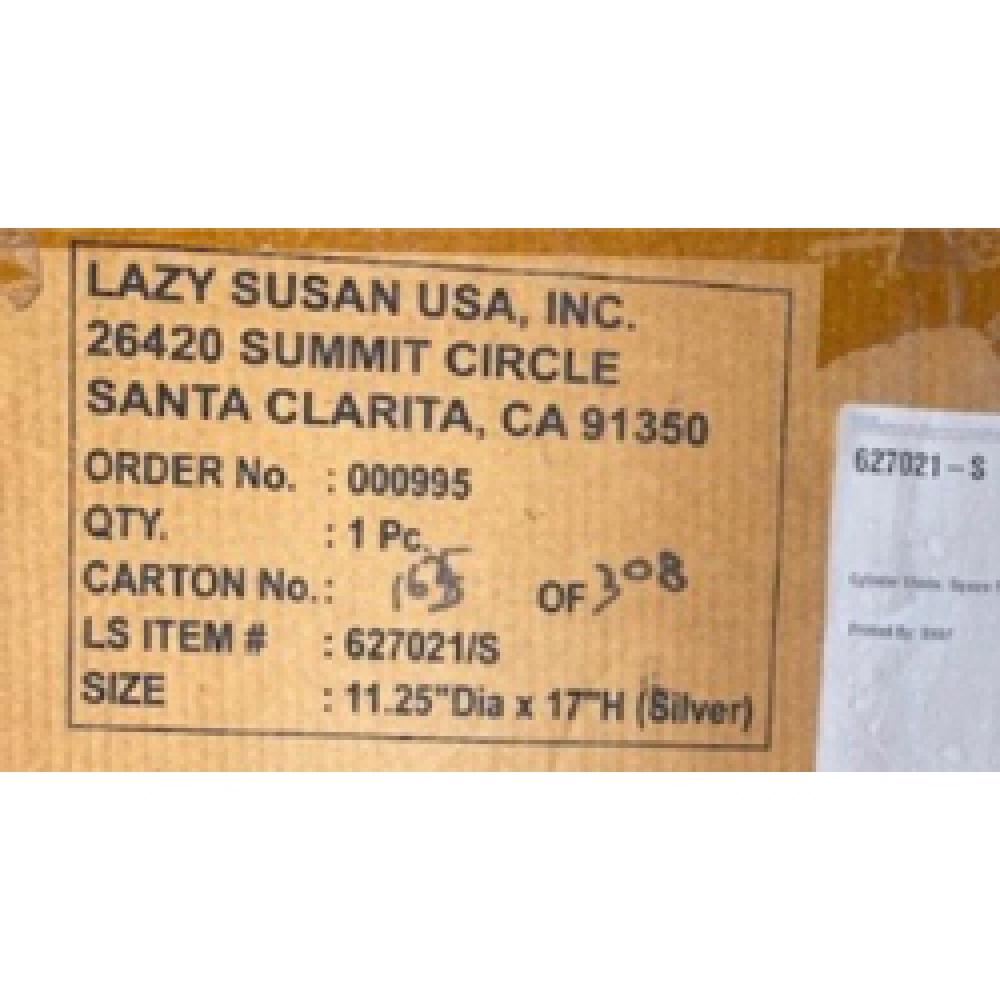 LAZY SUSAN USA, INC.
26420 SUMMIT CIRCLE
SANTA CLARITA, CA 91350
ORDER No. : 000995
QTY. : 1 Pc.
CARTON No. : 165 OF 308
LS ITEM # : 627021/S
SIZE : 11.25"Dia x 17"H (Silver)
627021-S